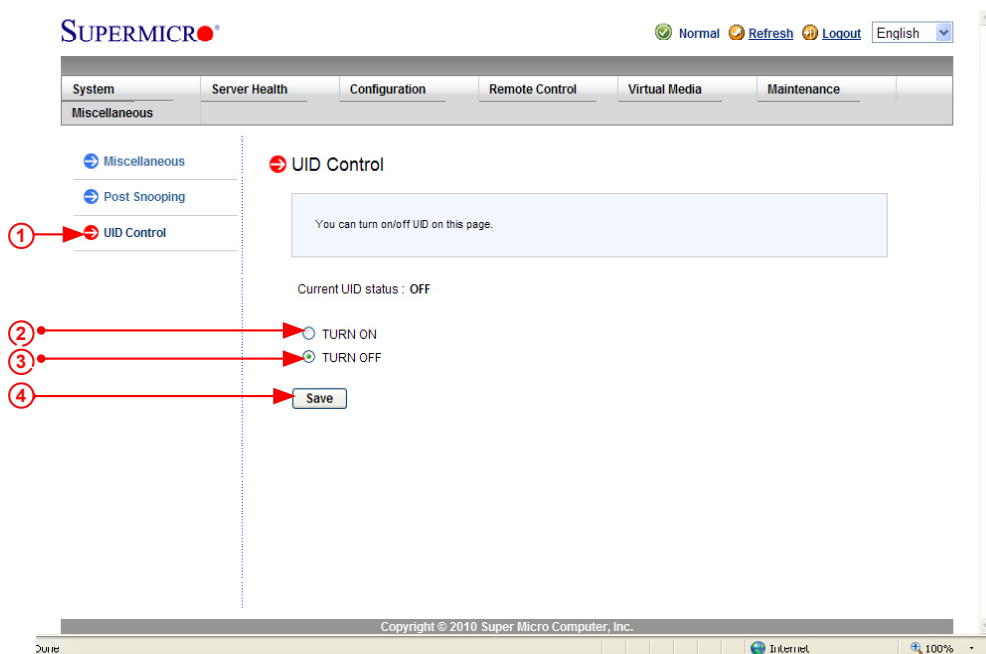 SUPERMICRO
Normal Refresh Logout English
System Server Health Configuration Remote Control Virtual Media Maintenance
Miscellaneous
Miscellaneous
Post Snooping
1 UID Control
UID Control
You can turn on/off UID on this page.
Current UID status : OFF
2 TURN ON
3 TURN OFF
4 Save
Copyright © 2010 Super Micro Computer, Inc.
Done Internet 100%